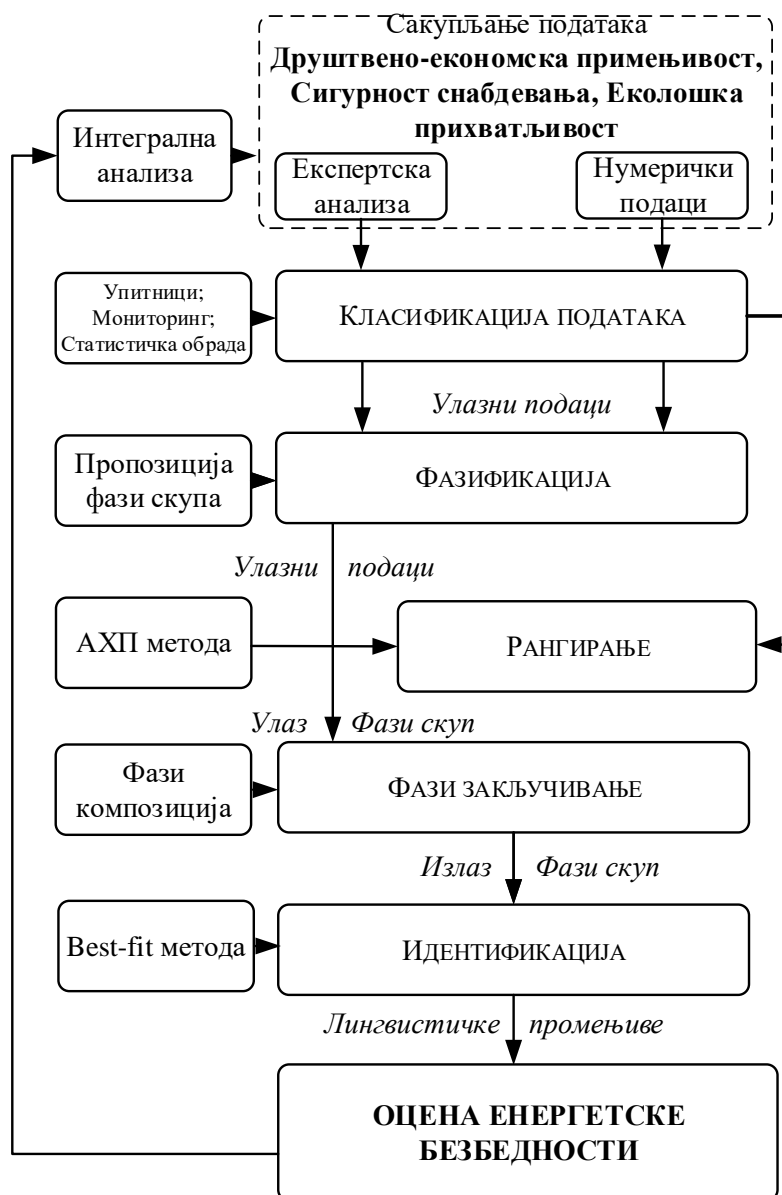 Сакупљање података
Друштвено-економска примењивост,
Сигурност снабдевања, Еколошка
прихватљивост
Интегрална
анализа
Експертска
анализа
Нумерички
подаци
Упитници;
Мониторинг;
Статистичка обрада
КЛАСИФИКАЦИЈА ПОДАТАКА
Улазни подаци
Пропозиција
фази скупа
ФАЗИФИКАЦИЈА
Улазни подаци
АХП метода
РАНГИРАЊЕ
Улаз Фази скуп
Фази
композиција
ФАЗИ ЗАКЉУЧИВАЊЕ
Излаз Фази скуп
Best-fit метода
ИДЕНТИФИКАЦИЈА
Лингвистичке промењиве
ОЦЕНА ЕНЕРГЕТСКЕ
БЕЗБЕДНОСТИ